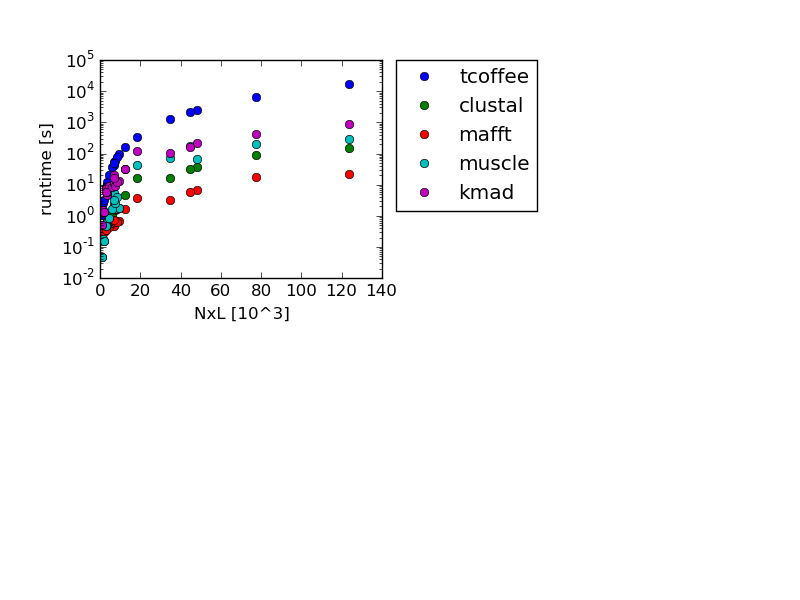 10^5
10^4
10^3
10^2
10^1
10^0
10^-1
10^-2
runtime [s]
0 20 40 60 80 100 120 140
NxL [10^3]
tcoffee
clustal
mafft
muscle
kmad